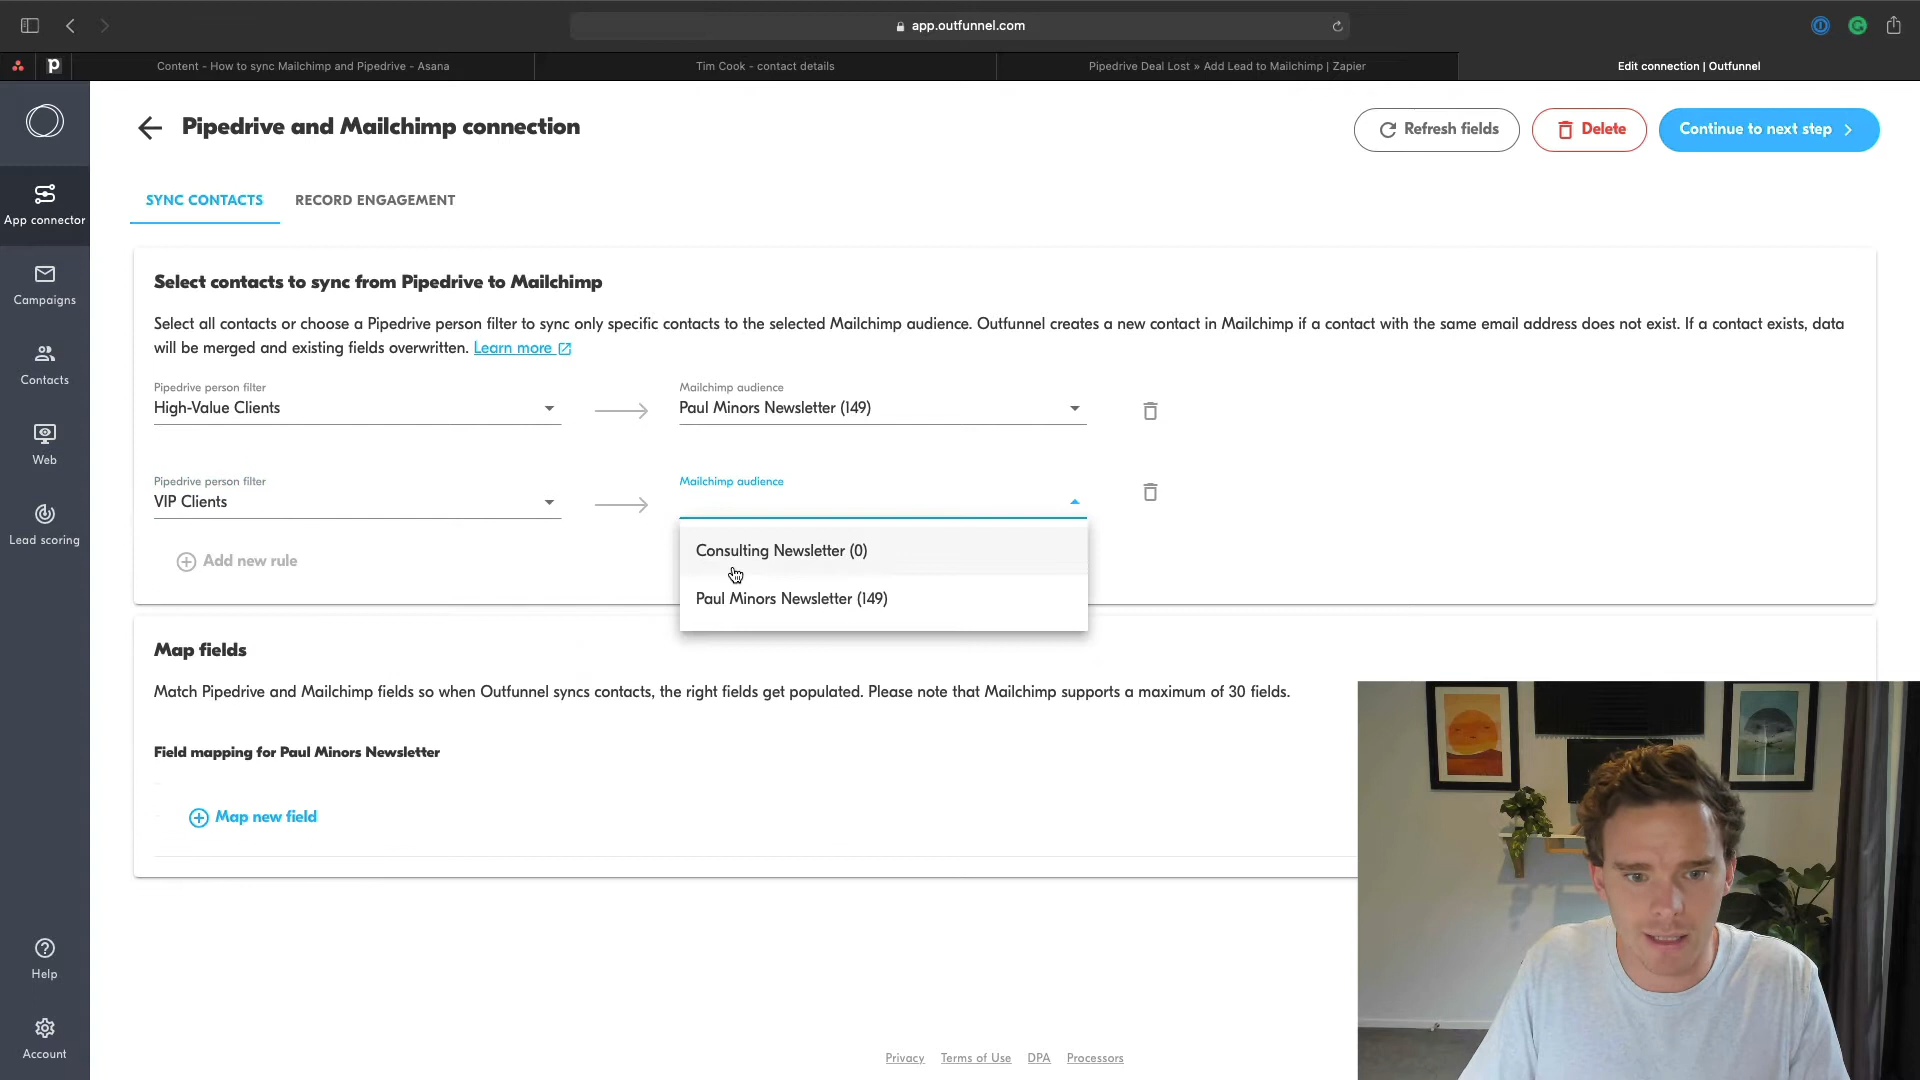 app.outfunnel.com
Content - How to sync Mailchimp and Pipedrive - Asana
Tim Cook - contact details
Pipedrive Deal Lost » Add Lead to Mailchimp | Zapier
Edit connection | Outfunnel
Pipedrive and Mailchimp connection
Refresh fields
Delete
Continue to next step
App connector
Campaigns
Contacts
Web
Lead scoring
Help
Account
SYNC CONTACTS
RECORD ENGAGEMENT
Select contacts to sync from Pipedrive to Mailchimp
Select all contacts or choose a Pipedrive person filter to sync only specific contacts to the selected Mailchimp audience. Outfunnel creates a new contact in Mailchimp if a contact with the same email address does not exist. If a contact exists, data
will be merged and existing fields overwritten. Learn more
Pipedrive person filter
High-Value Clients
Mailchimp audience
Paul Minors Newsletter (149)
Pipedrive person filter
VIP Clients
Mailchimp audience
Consulting Newsletter (0)
Paul Minors Newsletter (149)
Add new rule
Map fields
Match Pipedrive and Mailchimp fields so when Outfunnel syncs contacts, the right fields get populated. Please note that Mailchimp supports a maximum of 30 fields.
Field mapping for Paul Minors Newsletter
Map new field
Privacy
Terms of Use
DPA
Processors